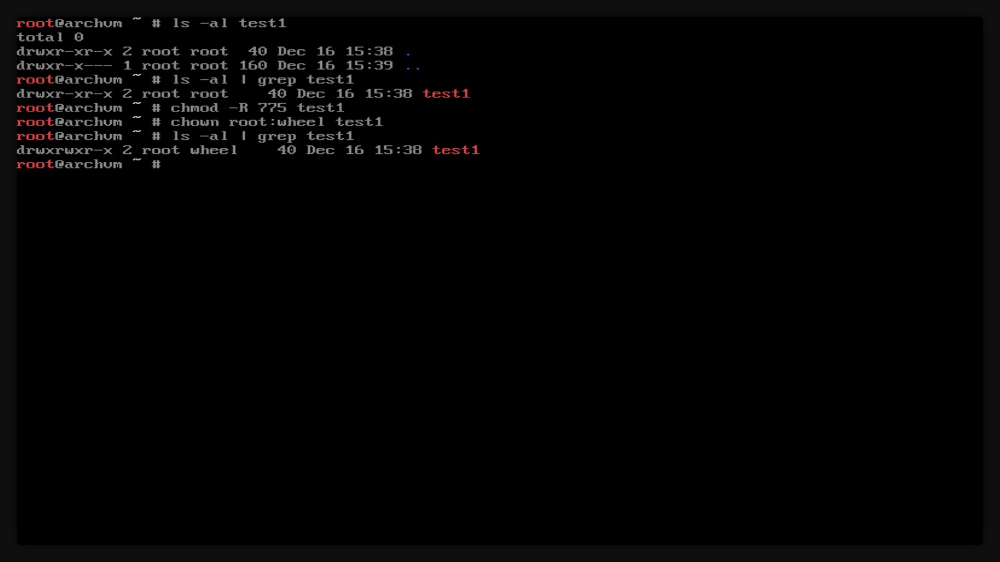 root@archvm ~ # ls -al test1
total 0
drwxr-xr-x 2 root root  40 Dec 16 15:38 .
drwxr-x--- 1 root root 160 Dec 16 15:39 ..
root@archvm ~ # ls -al | grep test1
drwxr-xr-x 2 root root    40 Dec 16 15:38 test1
root@archvm ~ # chmod -R 775 test1
root@archvm ~ # chown root:wheel test1
root@archvm ~ # ls -al | grep test1
drwxrwxr-x 2 root wheel    40 Dec 16 15:38 test1
root@archvm ~ #